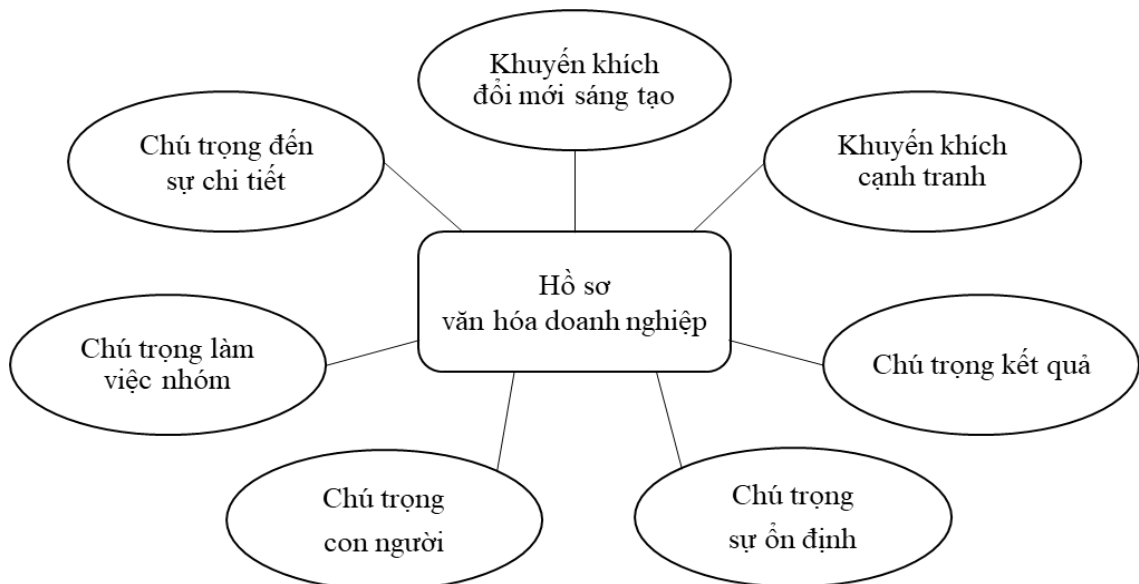 Khuyến khích
đổi mới sáng tạo
Chú trọng đến
sự chi tiết
Khuyến khích
cạnh tranh
Hồ sơ
văn hóa doanh nghiệp
Chú trọng làm
việc nhóm
Chú trọng kết quả
Chú trọng
con người
Chú trọng
sự ổn định